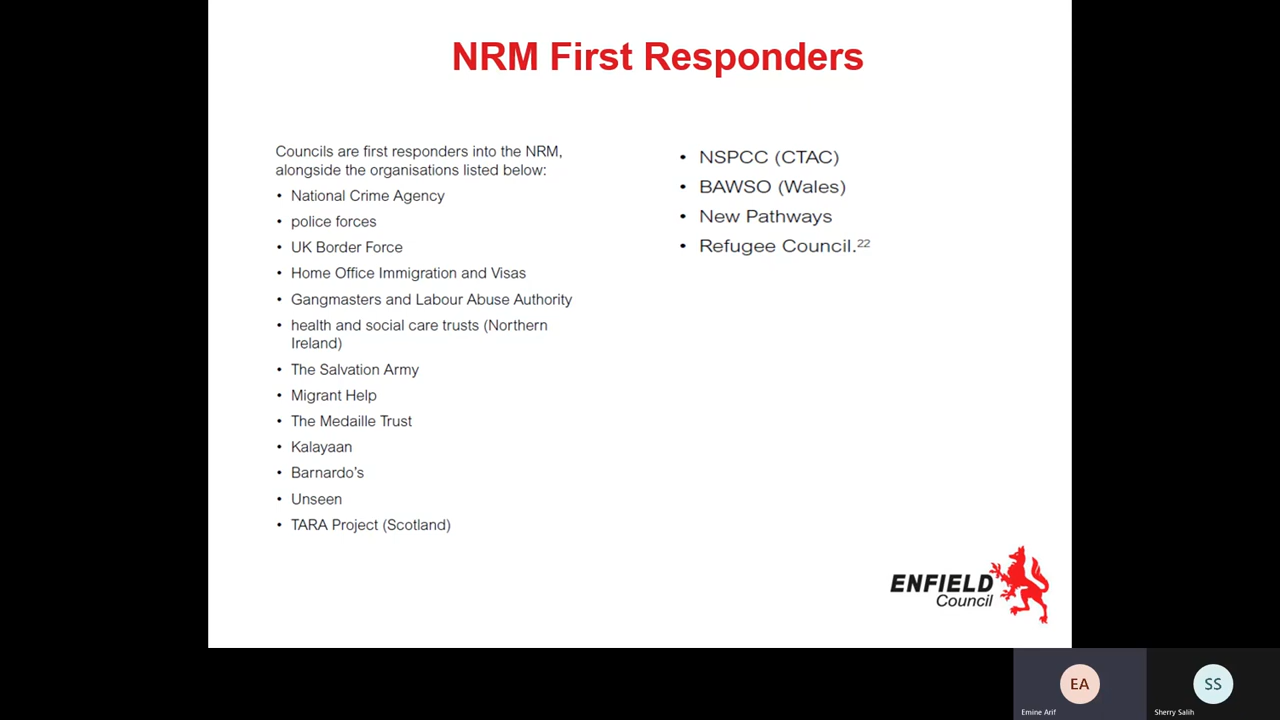 NRM First Responders
Councils are first responders into the NRM,
alongside the organisations listed below:
• National Crime Agency
• police forces
• UK Border Force
• Home Office Immigration and Visas
• Gangmasters and Labour Abuse Authority
• health and social care trusts (Northern
Ireland)
• The Salvation Army
• Migrant Help
• The Medaille Trust
• Kalayaan
• Barnardo’s
• Unseen
• TARA Project (Scotland)
• NSPCC (CTAC)
• BAWSO (Wales)
• New Pathways
• Refugee Council.²²
ENFIELD
Council
EA
Emine Arif
SS
Sherry Salih